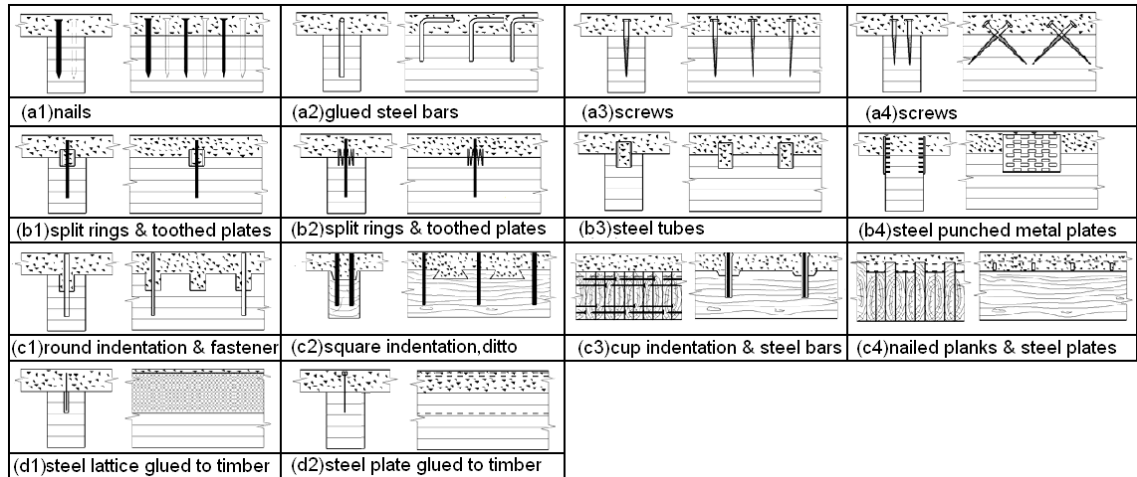 (a1)nails
(a2)glued steel bars
(a3)screws
(a4)screws
(b1)split rings & toothed plates
(b2)split rings & toothed plates
(b3)steel tubes
(b4)steel punched metal plates
(c1)round indentation & fastener
(c2)square indentation,ditto
(c3)cup indentation & steel bars
(c4)nailed planks & steel plates
(d1)steel lattice glued to timber
(d2)steel plate glued to timber